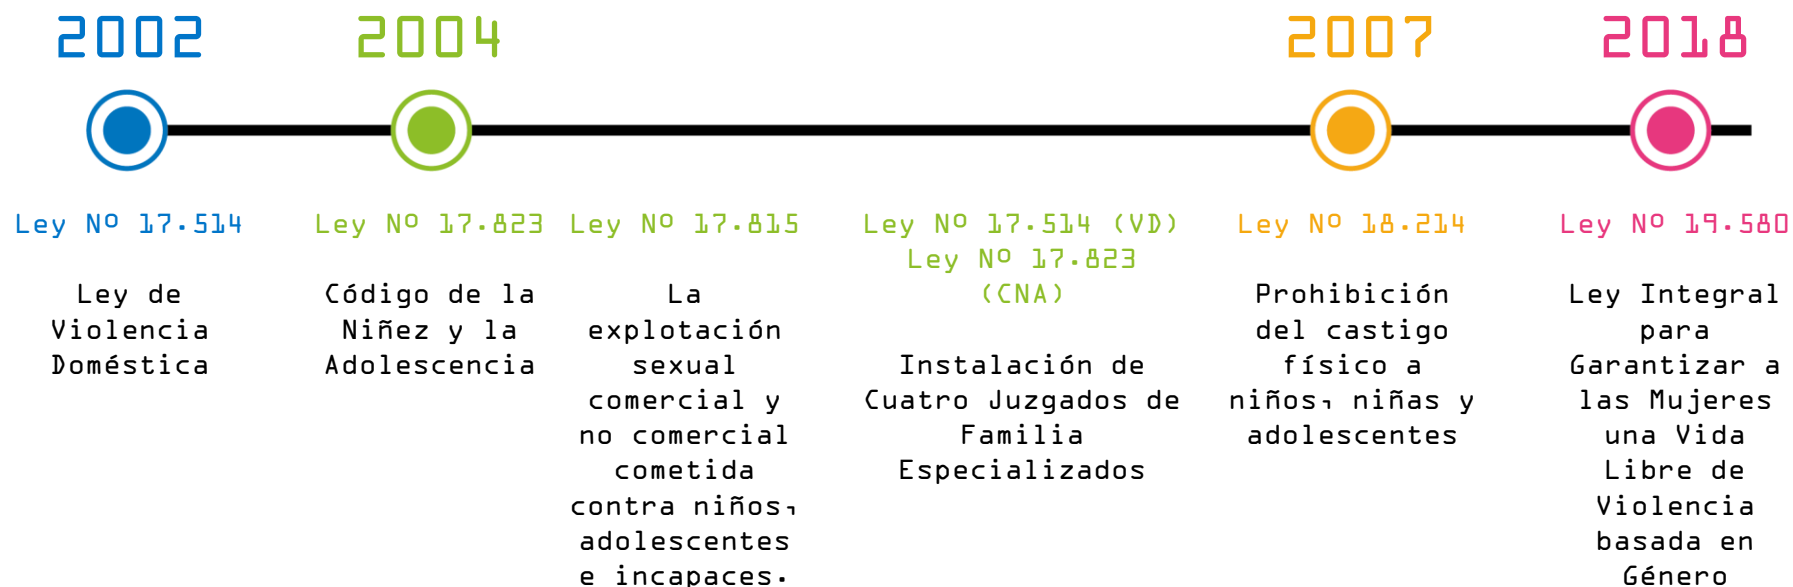 2002
2004
2007
2018
Ley Nº 17.514
Ley de
Violencia
Doméstica
Ley Nº 17.823
Código de la
Niñez y la
Adolescencia
Ley Nº 17.815
La
explotación
sexual
comercial y
no comercial
cometida
contra niños,
adolescentes
e incapaces.
Ley Nº 17.514 (VD)
Ley Nº 17.823
(CNA)
Instalación de
Cuatro Juzgados de
Familia
Especializados
Ley Nº 18.214
Prohibición
del castigo
físico a
niños, niñas y
adolescentes
Ley Nº 19.580
Ley Integral
para
Garantizar a
las Mujeres
una Vida
Libre de
Violencia
basada en
Género